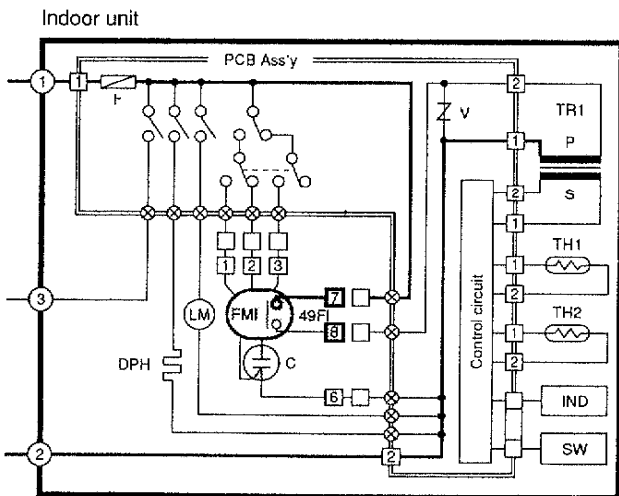 Indoor unit
PCB Ass'y
1
1
F
V
2
TR1
1
P
2
S
1
1
2
3
1
TH1
2
3
LM
FMI
49FI
7
8
1
TH2
2
DPH
C
6
Control circuit
IND
SW
2
2